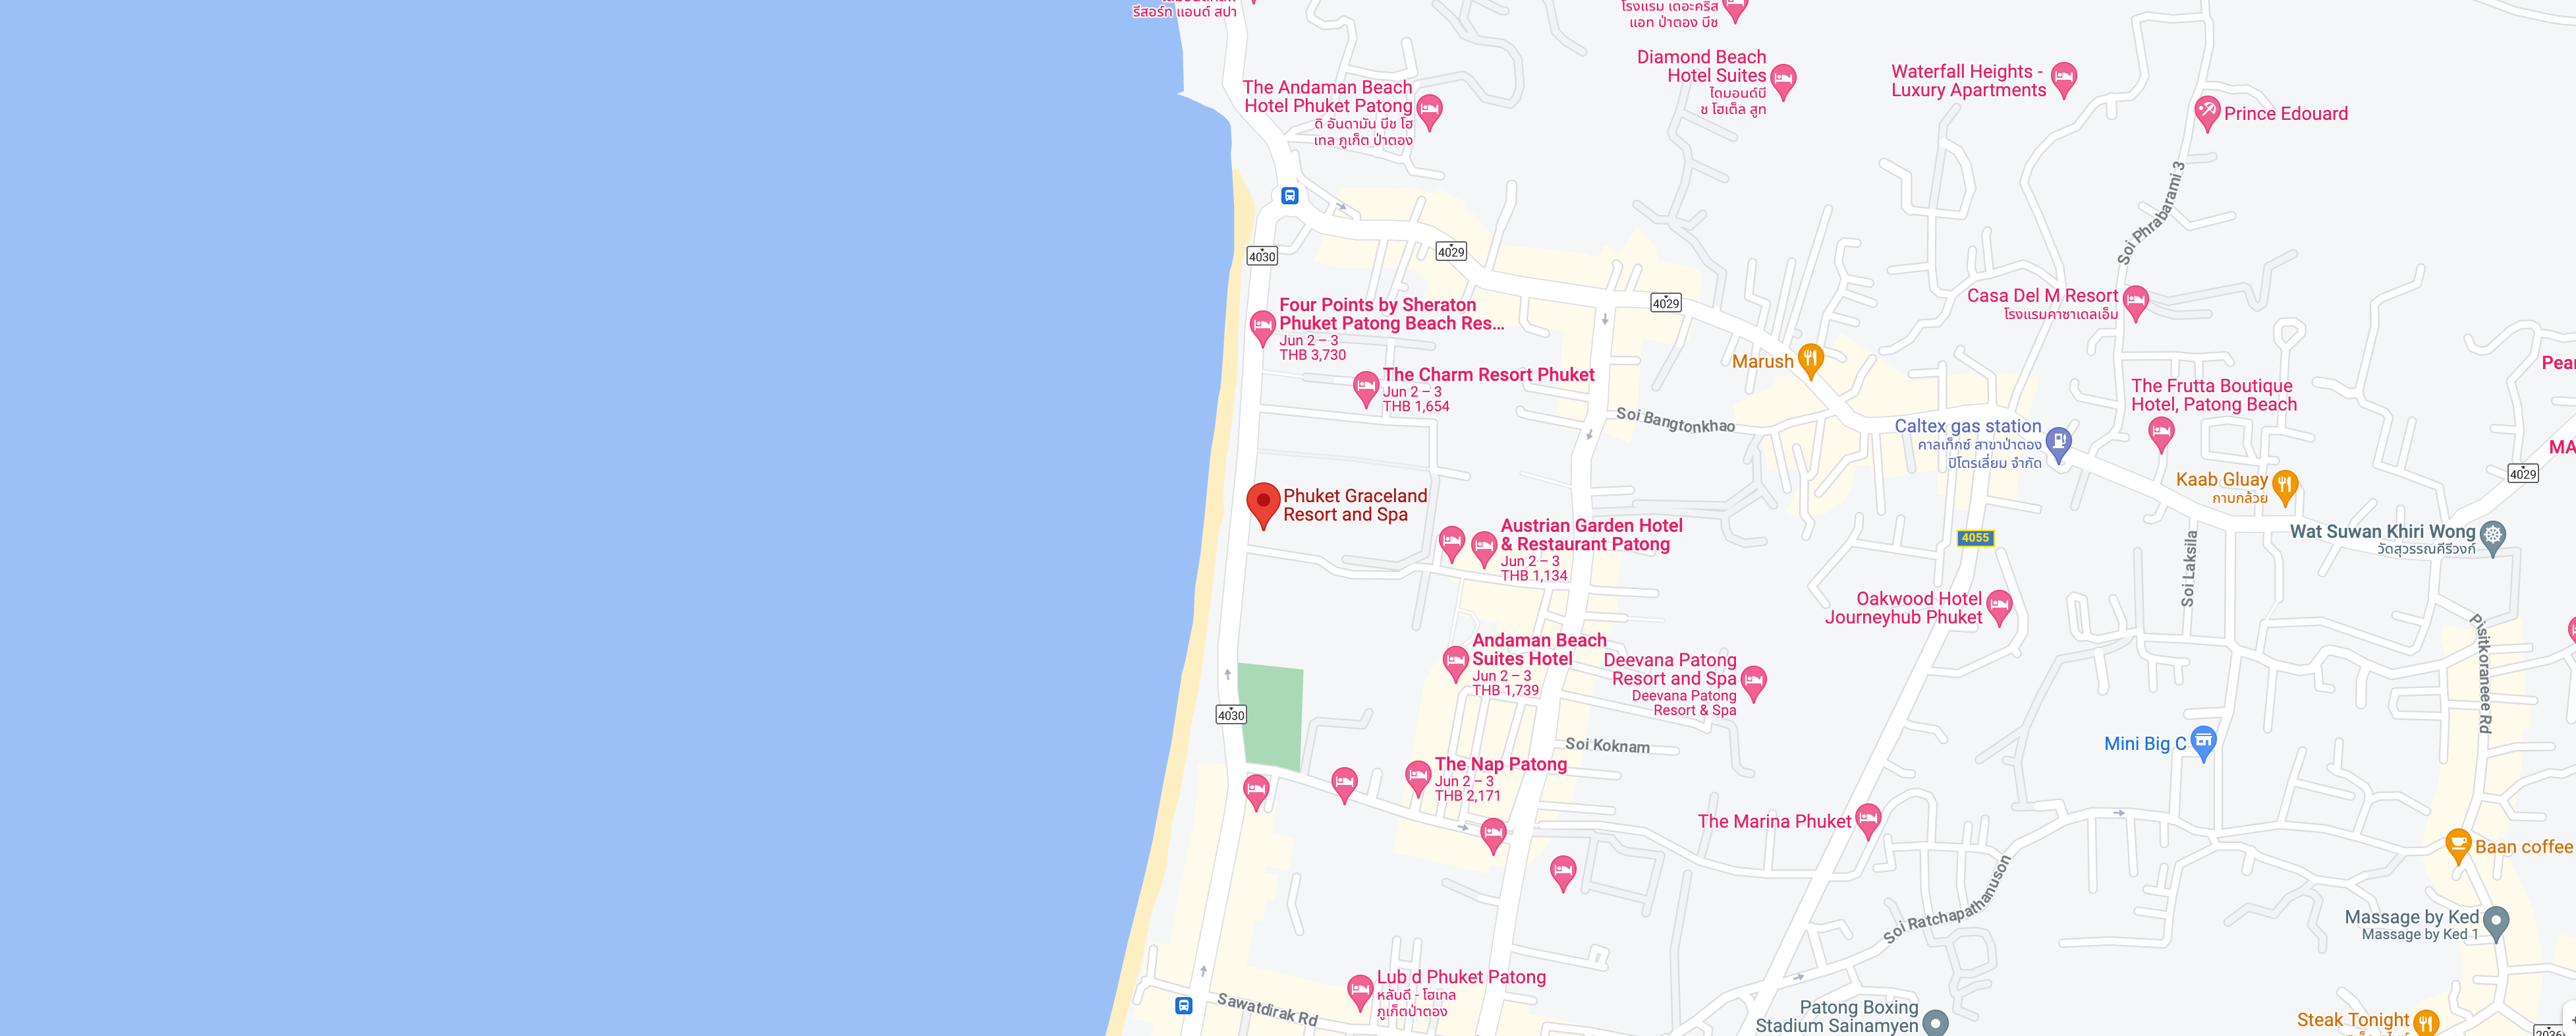 รีสอร์ท แอนด์ สปา
โรงแรม เดอะคริส
แอท ป่าตอง บีช
Diamond Beach
Hotel Suites
ไดมอนด์บี
ช โฮเต็ล สูท
Waterfall Heights -
Luxury Apartments
Prince Edouard
The Andaman Beach
Hotel Phuket Patong
ดิ อันดามัน บีช โฮ
เทล ภูเก็ต ป่าตอง
Soi Phrabarami 3
4030
4029
4029
Four Points by Sheraton
Phuket Patong Beach Res...
Jun 2 – 3
THB 3,730
Casa Del M Resort
โรงแรมคาซาเดลเอ็ม
Marush
The Charm Resort Phuket
Jun 2 – 3
THB 1,654
Pear
The Frutta Boutique
Hotel, Patong Beach
Soi Bangtonkhao
Caltex gas station
คาลเท็กซ์ สาขาป่าตอง
ปิโตรเลี่ยม จำกัด
MA
4029
Kaab Gluay
กาบกล้วย
Phuket Graceland
Resort and Spa
Austrian Garden Hotel
& Restaurant Patong
Jun 2 – 3
THB 1,134
4055
Wat Suwan Khiri Wong
วัดสุวรรณคีรีวงก์
Soi Laksila
Oakwood Hotel
Journeyhub Phuket
Andaman Beach
Suites Hotel
Jun 2 – 3
THB 1,739
Deevana Patong
Resort and Spa
Deevana Patong
Resort & Spa
Pisitkoraneee Rd
4030
Soi Koknam
Mini Big C
The Nap Patong
Jun 2 – 3
THB 2,171
The Marina Phuket
Baan coffee
Soi Ratchapathanuson
Massage by Ked
Massage by Ked 1
Lub d Phuket Patong
หลับดี - โฮเทล
ภูเก็ตป่าตอง
Sawatdirak Rd
Patong Boxing
Stadium Sainamyen
Steak Tonight